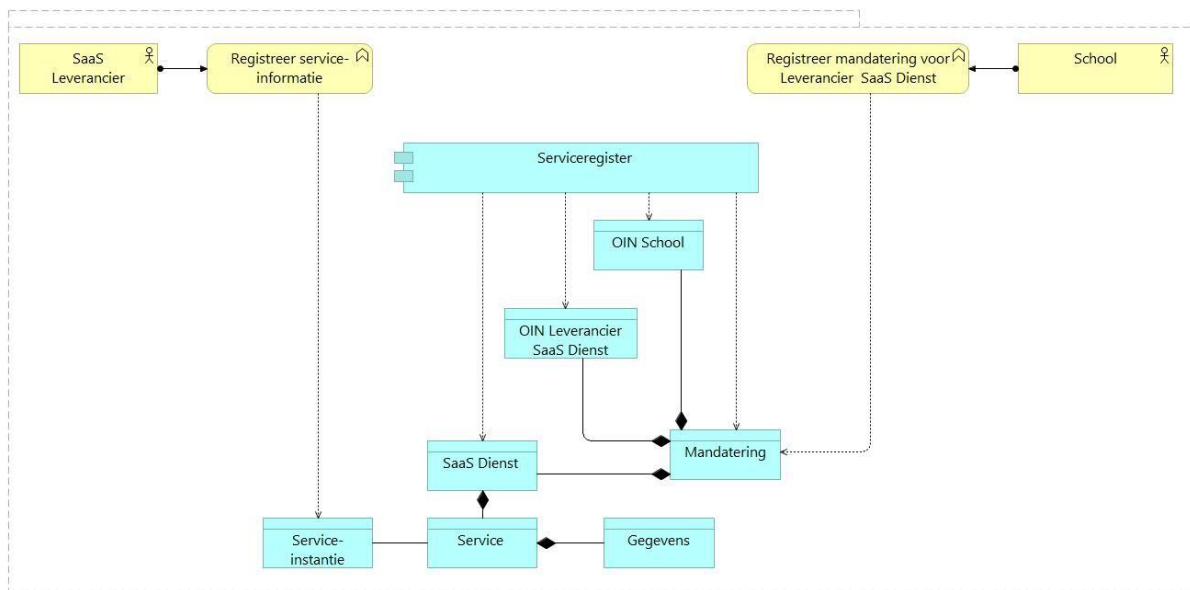 SaaS
Leverancier
Registreer service-
informatie
Registreer mandatering voor
Leverancier SaaS Dienst
School
Serviceregister
OIN School
OIN Leverancier
SaaS Dienst
Mandatering
SaaS Dienst
Service-
instantie
Service
Gegevens